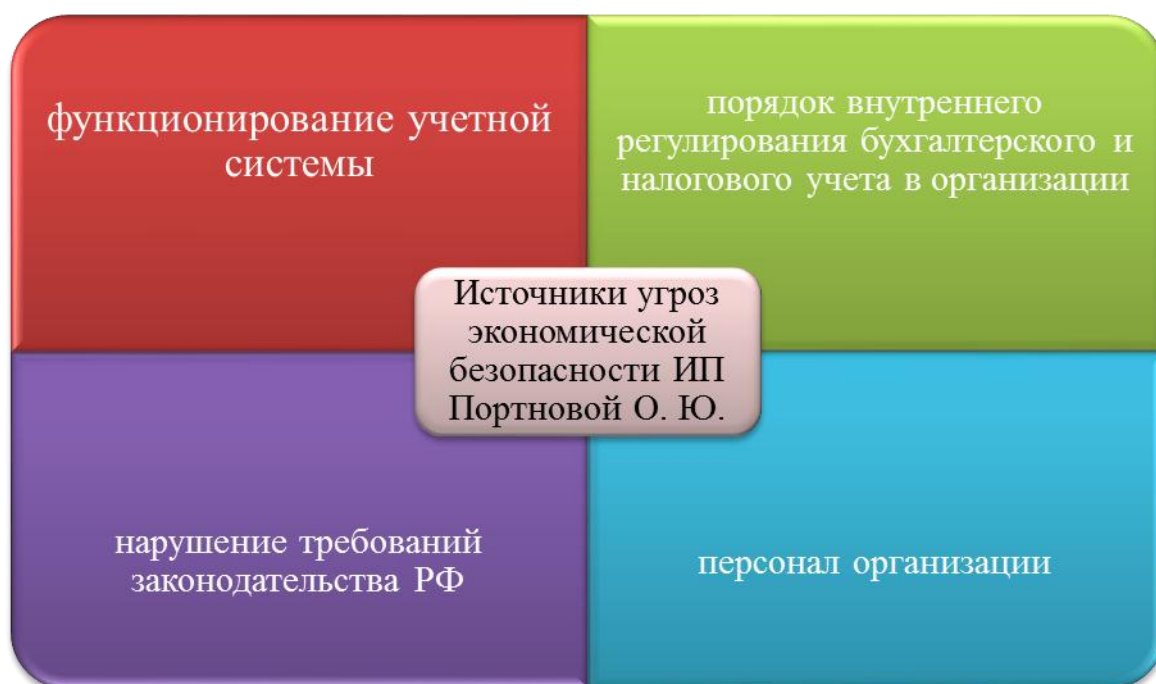 функционирование учетной
системы
порядок внутреннего
регулирования бухгалтерского и
налогового учета в организации
Источники угроз
экономической
безопасности ИП
Портновой О. Ю.
нарушение требований
законодательства РФ
персонал организации